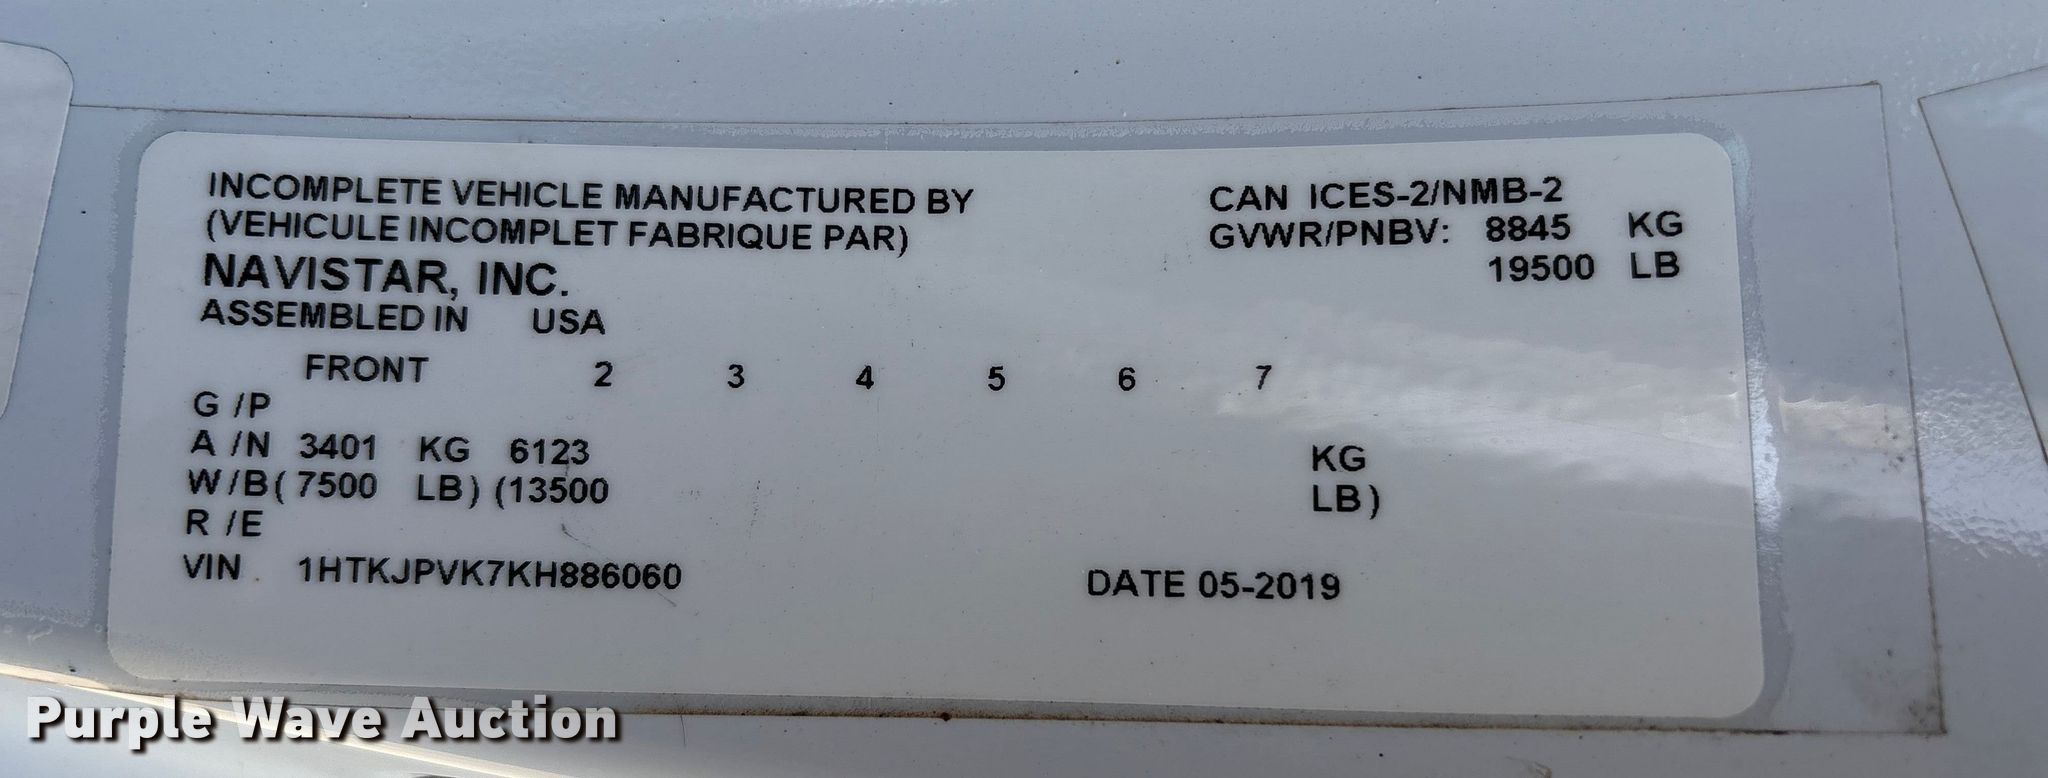 INCOMPLETE VEHICLE MANUFACTURED BY
(VEHICULE INCOMPLET FABRIQUE PAR)
NAVISTAR, INC.
ASSEMBLED IN USA
CAN ICES-2/NMB-2
GVWR/PNBV: 8845 KG
19500 LB
FRONT 2 3 4 5 6 7
G /P
A /N 3401 KG 6123 KG
W/B( 7500 LB) (13500 LB)
R /E
VIN 1HTKJPVK7KH886060 DATE 05-2019
Purple Wave Auction